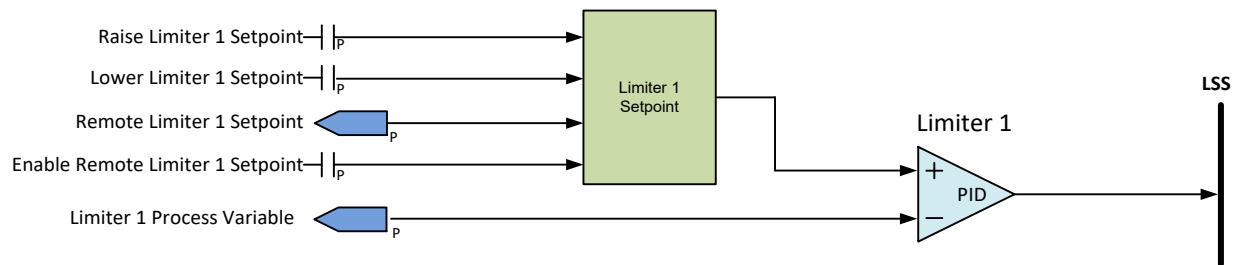 Raise Limiter 1 Setpoint
P
Lower Limiter 1 Setpoint
P
Remote Limiter 1 Setpoint
P
Enable Remote Limiter 1 Setpoint
P
Limiter 1 Process Variable
P
Limiter 1
Setpoint
Limiter 1
+
PID
−
LSS